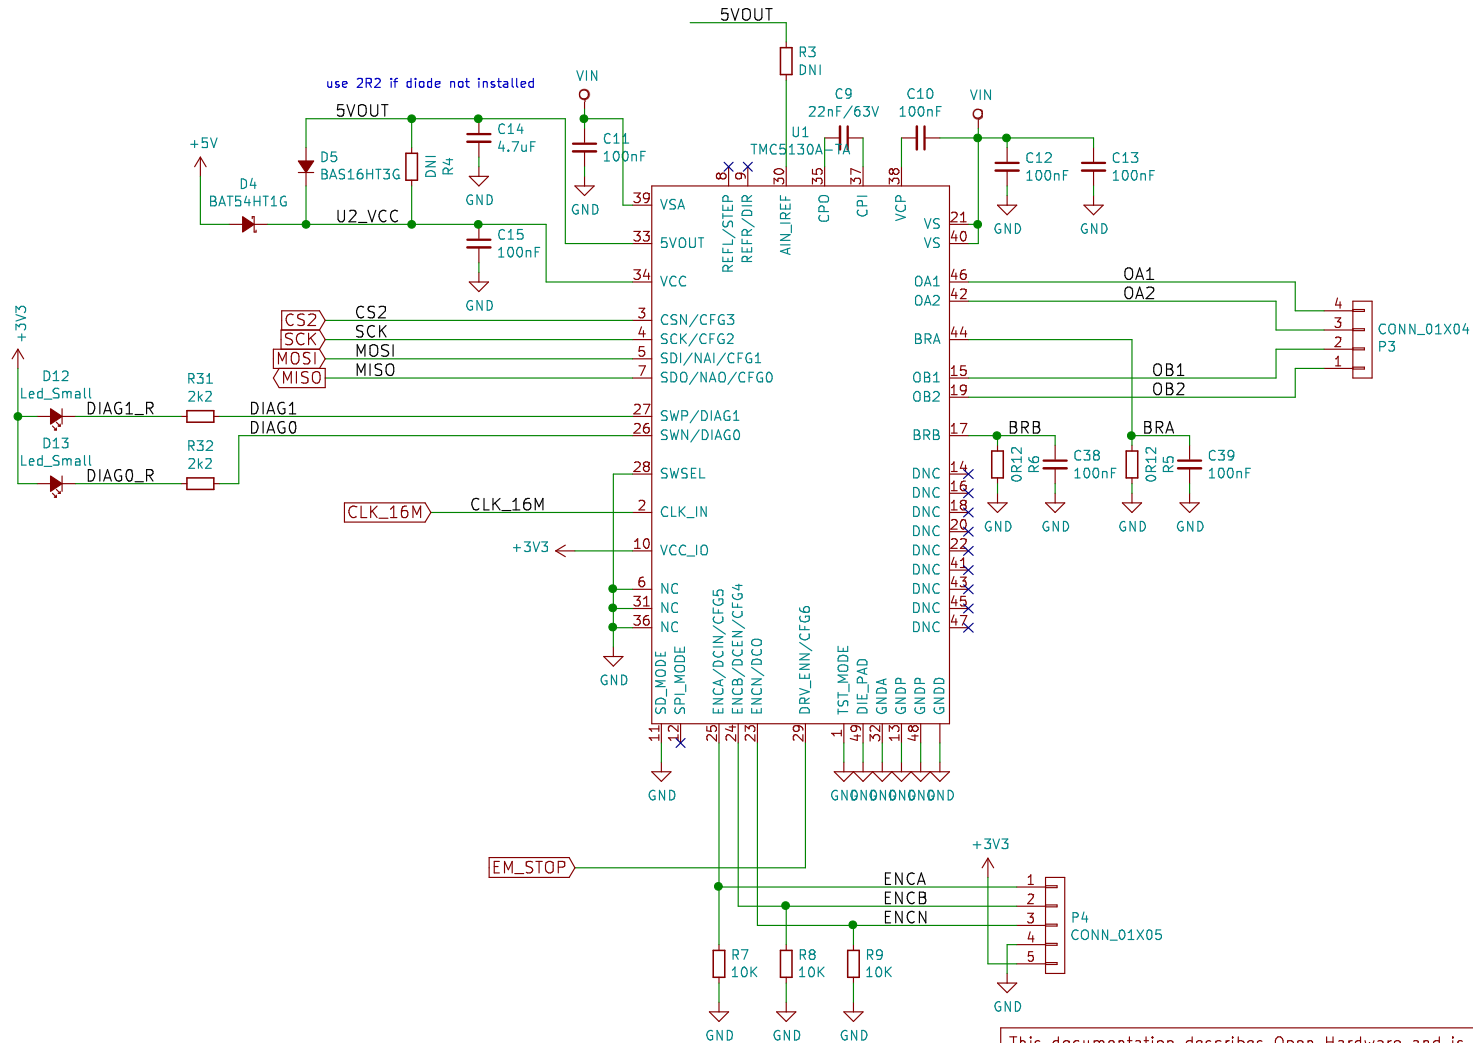 5VOUT
R3
DNI
use 2R2 if diode not installed
VIN
C9
22nF/63V
C10
100nF
VIN
5VOUT
C14
4.7uF
C11
100nF
U1
TMC5130A-TA
+5V
D5
BAS16HT3G
DNI
R4
GND
GND
C12
100nF
C13
100nF
GND
GND
D4
BAT54HT1G
U2_VCC
C15
100nF
GND
8
9
30
35
37
38
REFL/STEP
REFR/DIR
AIN_IREF
CPO
CPI
VCP
39 VSA
33 5VOUT
34 VCC
VS 21
VS 40
OA1 46 OA1
OA2 42 OA2
BRA 44
OB1 15 OB1
OB2 19 OB2
BRB 17 BRB
BRA
4
3
2
1
CONN_01X04
P3
CS2 CS2 3 CSN/CFG3
SCK SCK 4 SCK/CFG2
MOSI MOSI 5 SDI/NAI/CFG1
MISO MISO 7 SDO/NAO/CFG0
+3V3
D12
Led_Small
DIAG1_R
R31
2k2
DIAG1 27 SWP/DIAG1
DIAG0 26 SWN/DIAG0
D13
Led_Small
DIAG0_R
R32
2k2
28 SWSEL
CLK_16M CLK_16M 2 CLK_IN
+3V3 10 VCC_IO
6 NC
31 NC
36 NC
GND
0R12
R6
C38
100nF
0R12
R5
C39
100nF
GND
GND
GND
GND
DNC 14
DNC 16
DNC 18
DNC 20
DNC 22
DNC 41
DNC 43
DNC 45
DNC 47
SD_MODE
SPI_MODE
ENCA/DCIN/CFG5
ENCB/DCEN/CFG4
ENCN/DCO
DRV_ENN/CFG6
TST_MODE
DIE_PAD
GNDA
GNDP
GNDP
GNDD
11
12
25
24
23
29
1
49
32
13
48
GND
GND
GND
GND
GND
GND
GND
EM_STOP
+3V3
ENCA 1
ENCB 2
ENCN 3
4
5
P4
CONN_01X05
R7
10K
R8
10K
R9
10K
GND
GND
GND
GND
This documentation describes Open Hardware and is